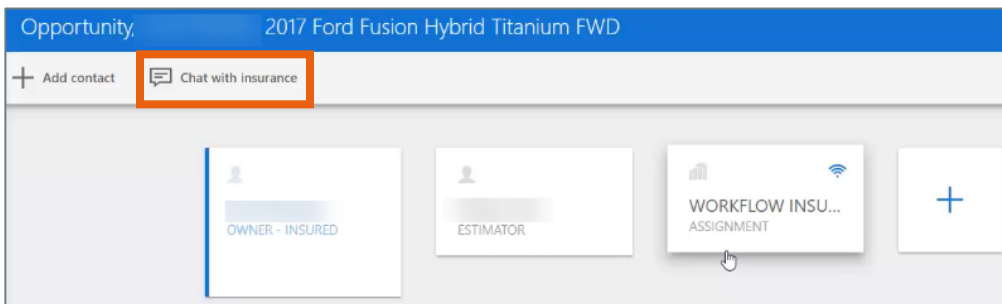 Opportunity, 2017 Ford Fusion Hybrid Titanium FWD
Add contact Chat with insurance
WORKFLOW INSU...
OWNER - INSURED ESTIMATOR ASSIGNMENT